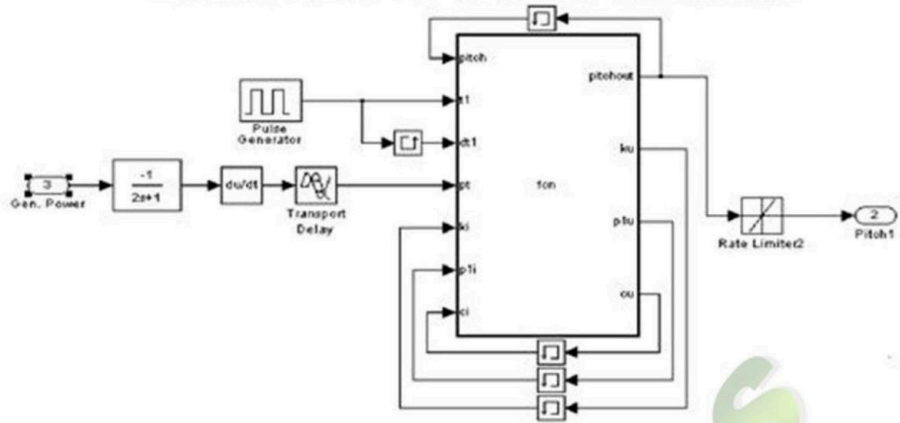 pitch
pitchout
t1
Pulse
Generator
dt1
ku
3
Gen. Power
-1
2s+1
du/dt
Transport
Delay
pt
fcn
ki
p1u
Rate Limiter2
2
Pitch1
p1i
cu
ci